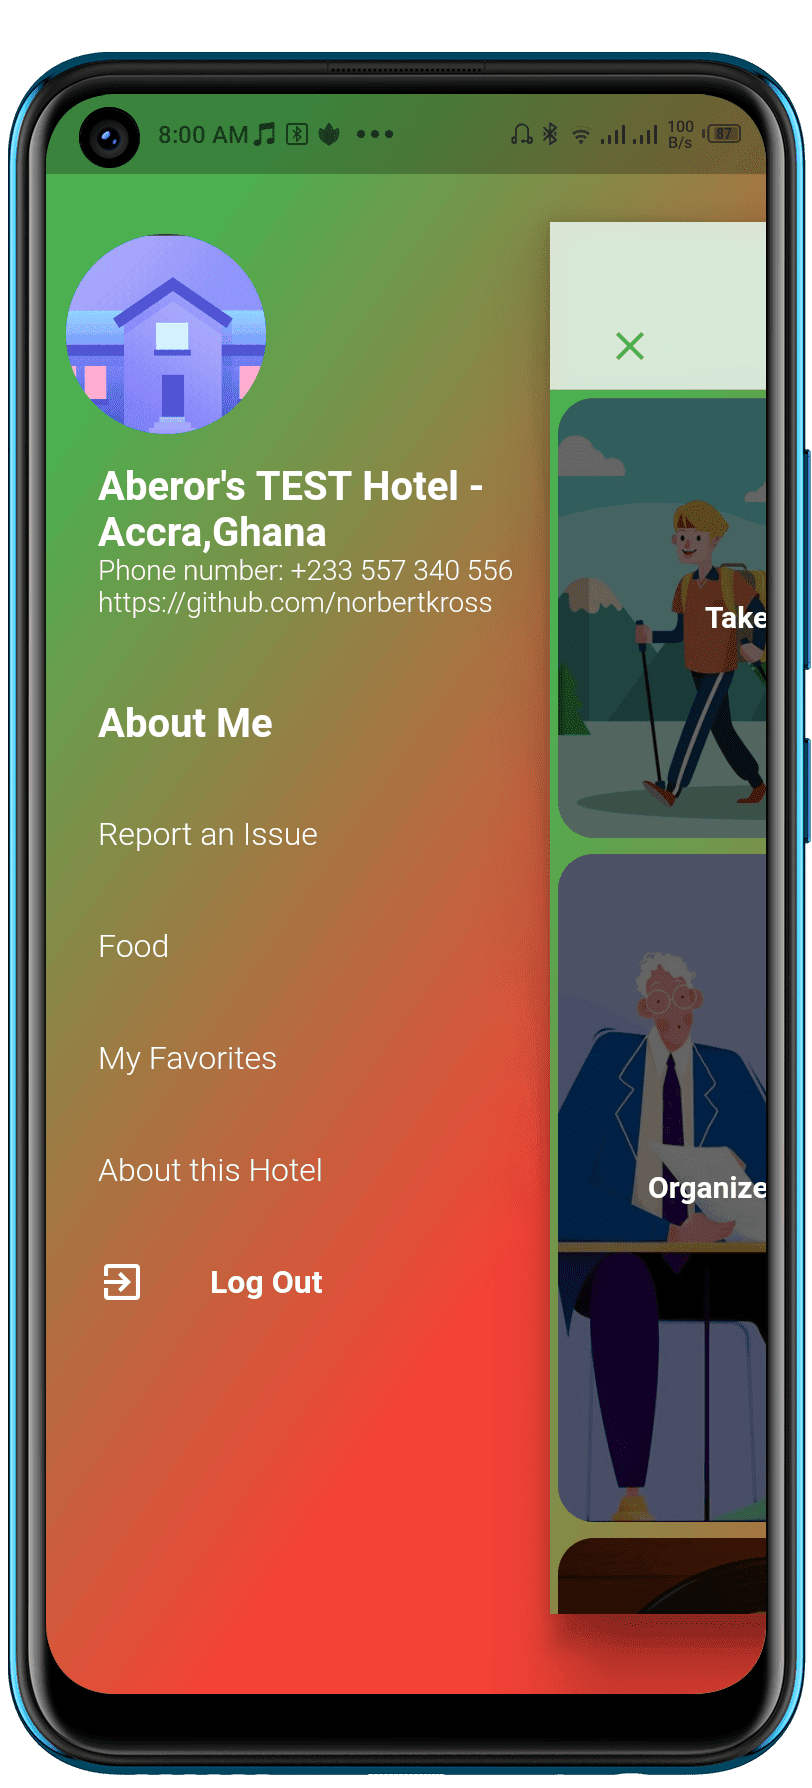 8:00 AM
100
B/s
87
Aberor's TEST Hotel -
Accra,Ghana
Phone number: +233 557 340 556
https://github.com/norbertkross
About Me
Report an Issue
Food
My Favorites
About this Hotel
Log Out
Take
Organize